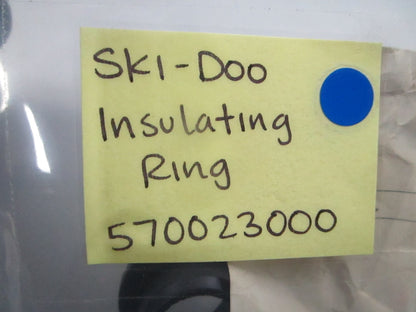 Ski-Doo
Insulating
Ring
570023000